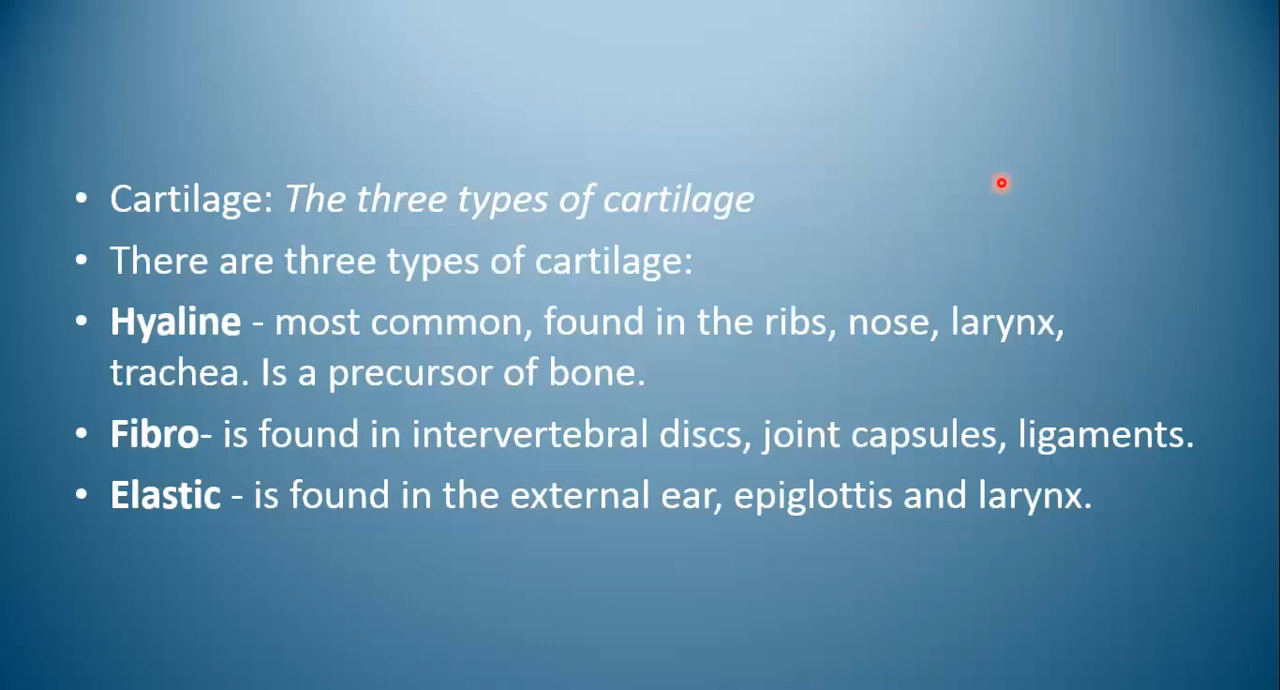 • Cartilage: The three types of cartilage
• There are three types of cartilage:
• Hyaline - most common, found in the ribs, nose, larynx,
trachea. Is a precursor of bone.
• Fibro- is found in intervertebral discs, joint capsules, ligaments.
• Elastic - is found in the external ear, epiglottis and larynx.